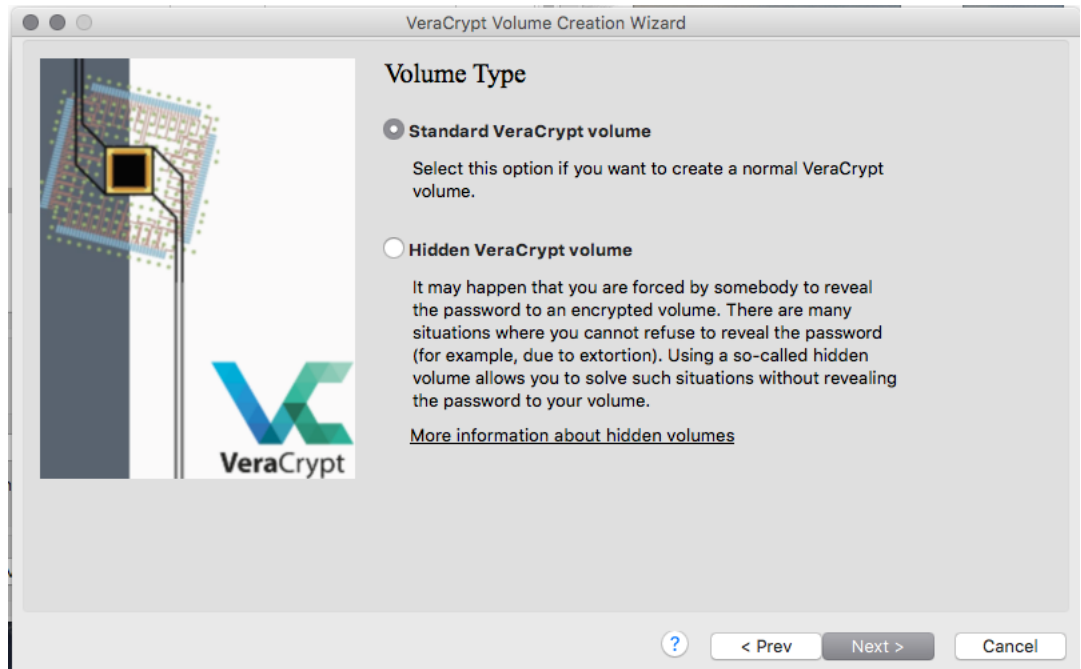 VeraCrypt Volume Creation Wizard
Volume Type
Standard VeraCrypt volume
Select this option if you want to create a normal VeraCrypt
volume.
Hidden VeraCrypt volume
It may happen that you are forced by somebody to reveal
the password to an encrypted volume. There are many
situations where you cannot refuse to reveal the password
(for example, due to extortion). Using a so-called hidden
volume allows you to solve such situations without revealing
the password to your volume.
More information about hidden volumes
VeraCrypt
?
< Prev
Next >
Cancel